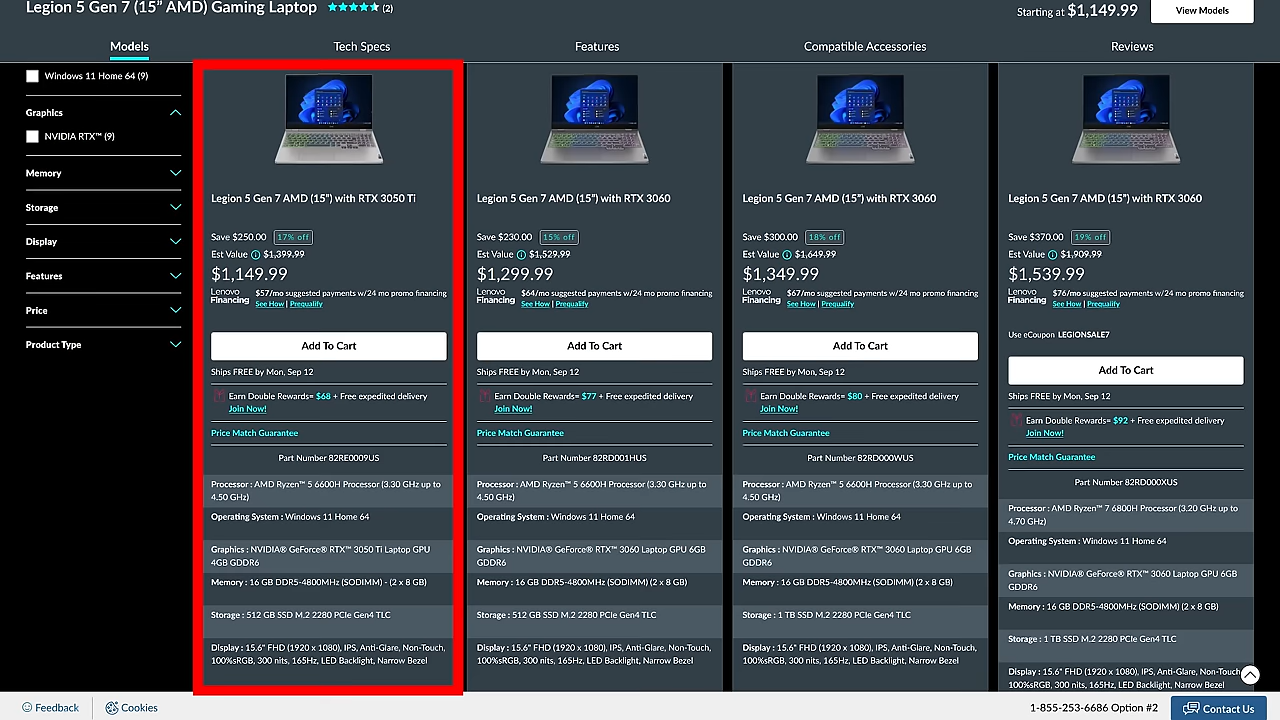 Legion 5 Gen 7 (15” AMD) Gaming Laptop (2)
Starting at $1,149.99
View Models
Models
Tech Specs
Features
Compatible Accessories
Reviews
Windows 11 Home 64 (9)
Graphics
NVIDIA RTX™ (9)
Memory
Storage
Display
Features
Price
Product Type
Legion 5 Gen 7 AMD (15") with RTX 3050 Ti
Save $250.00 17% off
Est Value $1,399.99
$1,149.99
Lenovo Financing
$57/mo suggested payments w/24 mo promo financing
See How | Prequalify
Add To Cart
Ships FREE by Mon, Sep 12
Earn Double Rewards= $68 + Free expedited delivery
Join Now!
Price Match Guarantee
Part Number 82RE0009US
Processor : AMD Ryzen™ 5 6600H Processor (3.30 GHz up to
4.50 GHz)
Operating System : Windows 11 Home 64
Graphics : NVIDIA® GeForce® RTX™ 3050 Ti Laptop GPU
4GB GDDR6
Memory : 16 GB DDR5-4800MHz (SODIMM) - (2 x 8 GB)
Storage : 512 GB SSD M.2 2280 PCIe Gen4 TLC
Display : 15.6" FHD (1920 x 1080), IPS, Anti-Glare, Non-Touch,
100%sRGB, 300 nits, 165Hz, LED Backlight, Narrow Bezel
Legion 5 Gen 7 AMD (15") with RTX 3060
Save $230.00 15% off
Est Value $1,529.99
$1,299.99
Lenovo Financing
$64/mo suggested payments w/24 mo promo financing
See How | Prequalify
Add To Cart
Ships FREE by Mon, Sep 12
Earn Double Rewards= $77 + Free expedited delivery
Join Now!
Price Match Guarantee
Part Number 82RD001HUS
Processor : AMD Ryzen™ 5 6600H Processor (3.30 GHz up to
4.50 GHz)
Operating System : Windows 11 Home 64
Graphics : NVIDIA® GeForce® RTX™ 3060 Laptop GPU 6GB
GDDR6
Memory : 16 GB DDR5-4800MHz (SODIMM) (2 x 8 GB)
Storage : 512 GB SSD M.2 2280 PCIe Gen4 TLC
Display : 15.6" FHD (1920 x 1080), IPS, Anti-Glare, Non-Touch,
100%sRGB, 300 nits, 165Hz, LED Backlight, Narrow Bezel
Legion 5 Gen 7 AMD (15") with RTX 3060
Save $300.00 18% off
Est Value $1,649.99
$1,349.99
Lenovo Financing
$67/mo suggested payments w/24 mo promo financing
See How | Prequalify
Add To Cart
Ships FREE by Mon, Sep 12
Earn Double Rewards= $80 + Free expedited delivery
Join Now!
Price Match Guarantee
Part Number 82RD000WUS
Processor : AMD Ryzen™ 5 6600H Processor (3.30 GHz up to
4.50 GHz)
Operating System : Windows 11 Home 64
Graphics : NVIDIA® GeForce® RTX™ 3060 Laptop GPU 6GB
GDDR6
Memory : 16 GB DDR5-4800MHz (SODIMM) (2 x 8 GB)
Storage : 1 TB SSD M.2 2280 PCIe Gen4 TLC
Display : 15.6" FHD (1920 x 1080), IPS, Anti-Glare, Non-Touch,
100%sRGB, 300 nits, 165Hz, LED Backlight, Narrow Bezel
Legion 5 Gen 7 AMD (15") with RTX 3060
Save $370.00 19% off
Est Value $1,909.99
$1,539.99
Lenovo Financing
$76/mo suggested payments w/24 mo promo financing
See How | Prequalify
Use eCoupon LEGIONSALE7
Add To Cart
Ships FREE by Mon, Sep 12
Earn Double Rewards= $92 + Free expedited delivery
Join Now!
Price Match Guarantee
Part Number 82RD000XUS
Processor : AMD Ryzen™ 7 6800H Processor (3.20 GHz up to
4.70 GHz)
Operating System : Windows 11 Home 64
Graphics : NVIDIA® GeForce® RTX™ 3060 Laptop GPU 6GB
GDDR6
Memory : 16 GB DDR5-4800MHz (SODIMM) (2 x 8 GB)
Storage : 1 TB SSD M.2 2280 PCIe Gen4 TLC
Display : 15.6" FHD (1920 x 1080), IPS, Anti-Glare, Non-Touch,
100%sRGB, 300 nits, 165Hz, LED Backlight, Narrow Bezel
Feedback
Cookies
1-855-253-6686 Option #2
Contact Us